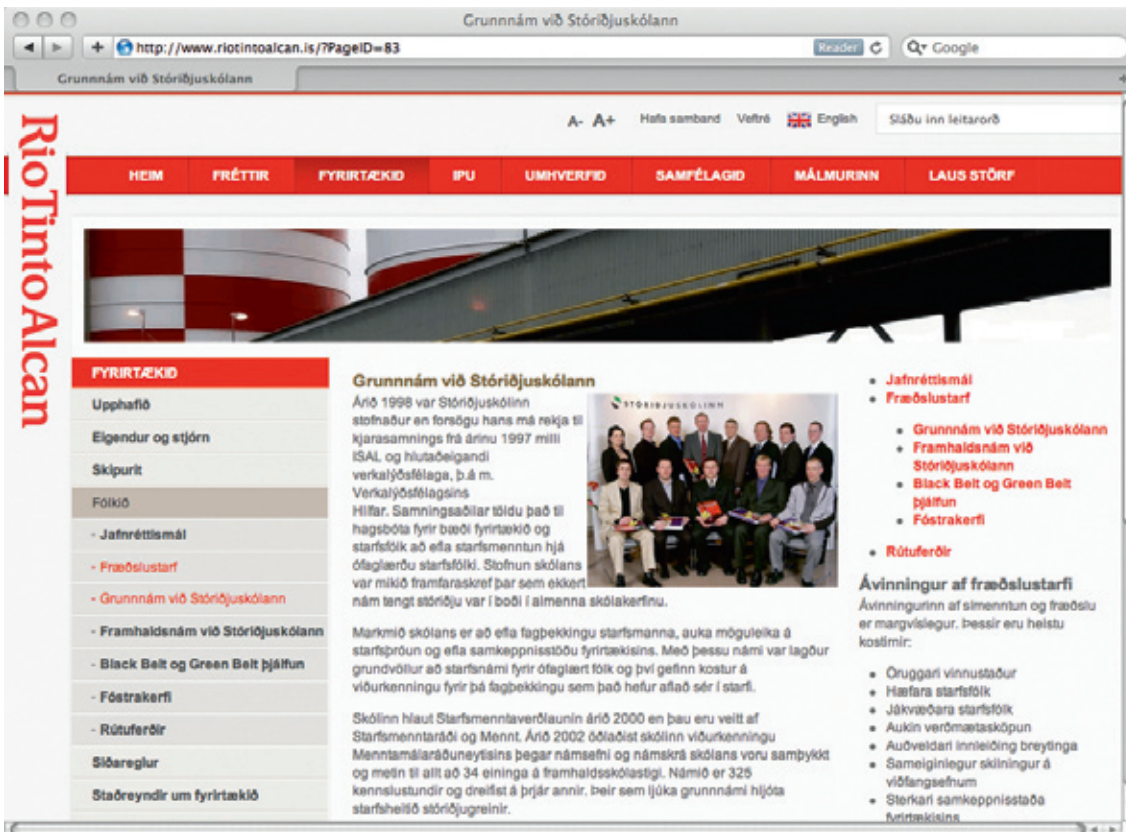 Grunnnám við Stóriðjuskólann
http://www.riotintoalcan.is/?PageID=83
Reader
Google
Grunnnám við Stóriðjuskólann
A- A+
Hafa samband
Veftré
English
Sláðu inn leitarorð
Rio Tinto Alcan
HEIM
FRÉTTIR
FYRIRTÆKIÐ
IPU
UMHVERFIÐ
SAMFÉLAGIÐ
MÁLMURINN
LAUS STÖRF
FYRIRTÆKIÐ
Upphafið
Eigendur og stjórn
Skipurit
Fólkið
- Jafnréttismál
- Fræðslustarf
- Grunnnám við Stóriðjuskólann
- Framhaldsnám við Stóriðjuskólann
- Black Belt og Green Belt þjálfun
- Fóstrakerfi
- Rútuferðir
Siðareglur
Staðreyndir um fyrirtækið
Grunnnám við Stóriðjuskólann
Árið 1998 var Stóriðjuskólinn
stofnaður en forsögu hans má rekja til
kjarasamnings frá árinu 1997 milli
ISAL og hlutaðeigandi
verkalýðsfélaga, þ.á m.
Verkalýðsfélagsins
Hlífar. Samningsaðilar töldu það til
hagsbóta fyrir bæði fyrirtækið og
starfsfólk að efla starfsmenntun hjá
ófaglærðu starfsfólki. Stofnun skólans
var mikið framfaraskref þar sem ekkert
nám tengt stóriðju var í boði í almenna skólakerfinu.
STÓRIÐJUSKÓLINN
Markmið skólans er að efla fagþekkingu starfsmanna, auka möguleika á
starfsþróun og efla samkeppnisstöðu fyrirtækisins. Með þessu námi var lagður
grundvöllur að starfsnámi fyrir ófaglært fólk og því gefinn kostur á
viðurkenningu fyrir þá fagþekkingu sem það hefur aflað sér í starfi.
Skólinn hlaut Starfsmenntaverðlaunin árið 2000 en þau eru veitt af
Starfsmenntaráði og Mennt. Árið 2002 öðlaðist skólinn viðurkenningu
Menntamálaráðuneytisins þegar námsefni og námskrá skólans voru samþykkt
og metin til allt að 34 eininga á framhaldsskólastigi. Námið er 325
kennslustundir og dreifist á þrjár annir. Þeir sem ljúka grunnnámi hljóta
starfsheitið stóriðjugreinir.
Jafnréttismál
Fræðslustarf
Grunnnám við Stóriðjuskólann
Framhaldsnám við
Stóriðjuskólann
Black Belt og Green Belt
þjálfun
Fóstrakerfi
Rútuferðir
Ávinningur af fræðslustarfi
Ávinningurinn af símenntun og fræðslu
er margvíslegur. Þessir eru helstu
kostirnir:
Öruggari vinnustaður
Hæfara starfsfólk
Jákvæðara starfsfólk
Aukin verðmætasköpun
Auðveldari innleiðing breytinga
Sameiginlegur skilningur á
viðfangsefnum
Sterkari samkeppnisstaða
fyrirtækisins